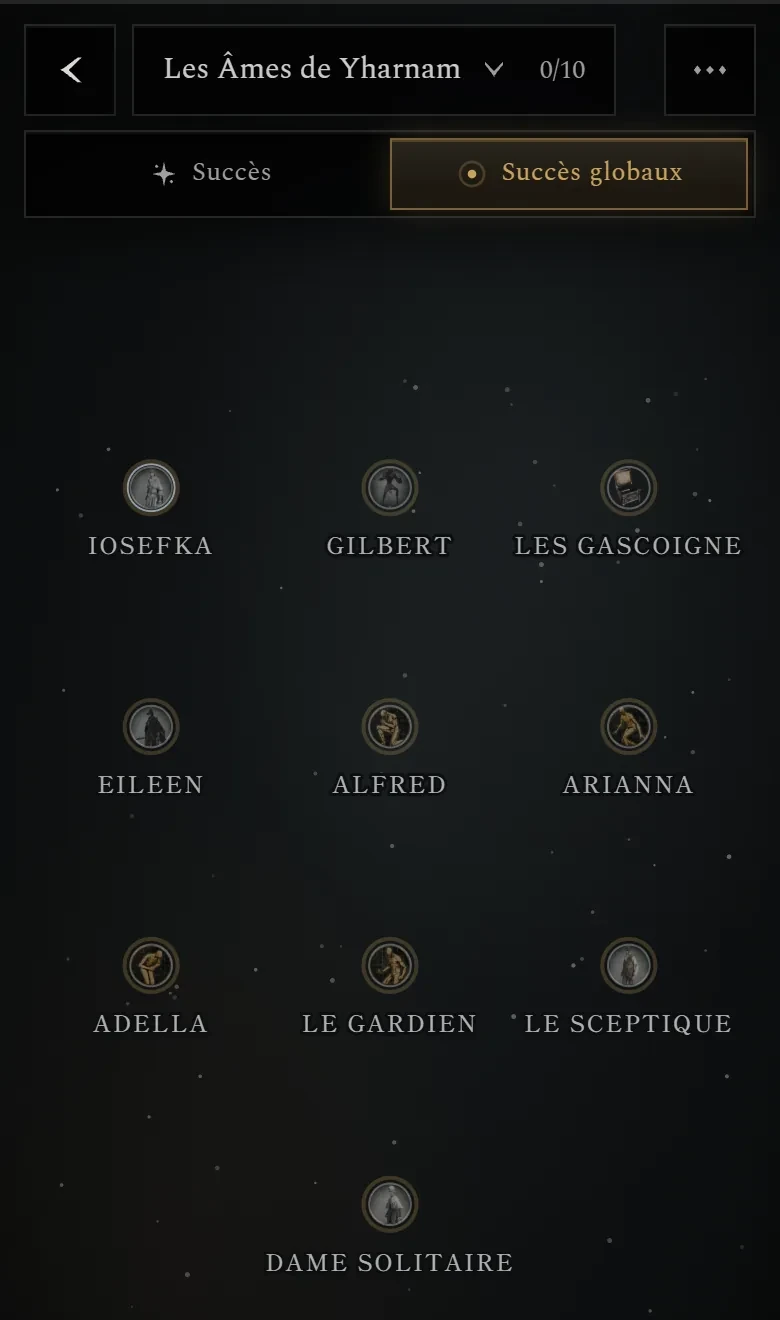 Les Âmes de Yharnam 0/10
Succès Succès globaux
IOSEFKA GILBERT LES GASCOIGNE
EILEEN ALFRED ARIANNA
ADELLA LE GARDIEN LE SCEPTIQUE
DAME SOLITAIRE